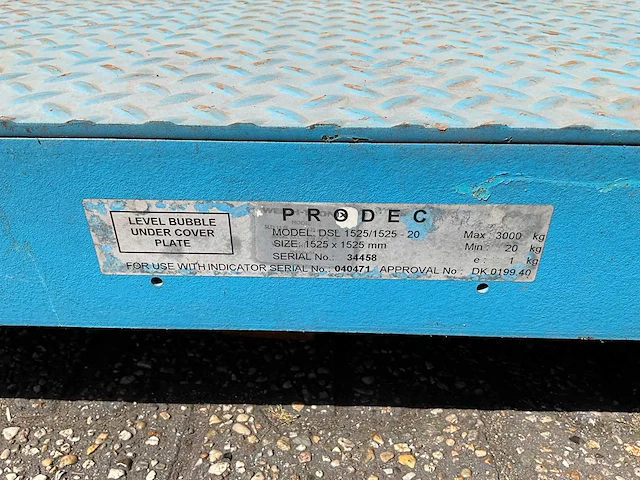 LEVEL BUBBLE
UNDER COVER
PLATE
PRODEC
MODEL: DSL 1525/1525 - 20
SIZE: 1525 x 1525 mm
SERIAL No.: 34458
Max: 3000 kg
Min: 20 kg
e: 1 kg
FOR USE WITH INDICATOR SERIAL No.: 040471 APPROVAL No: DK 0199.40